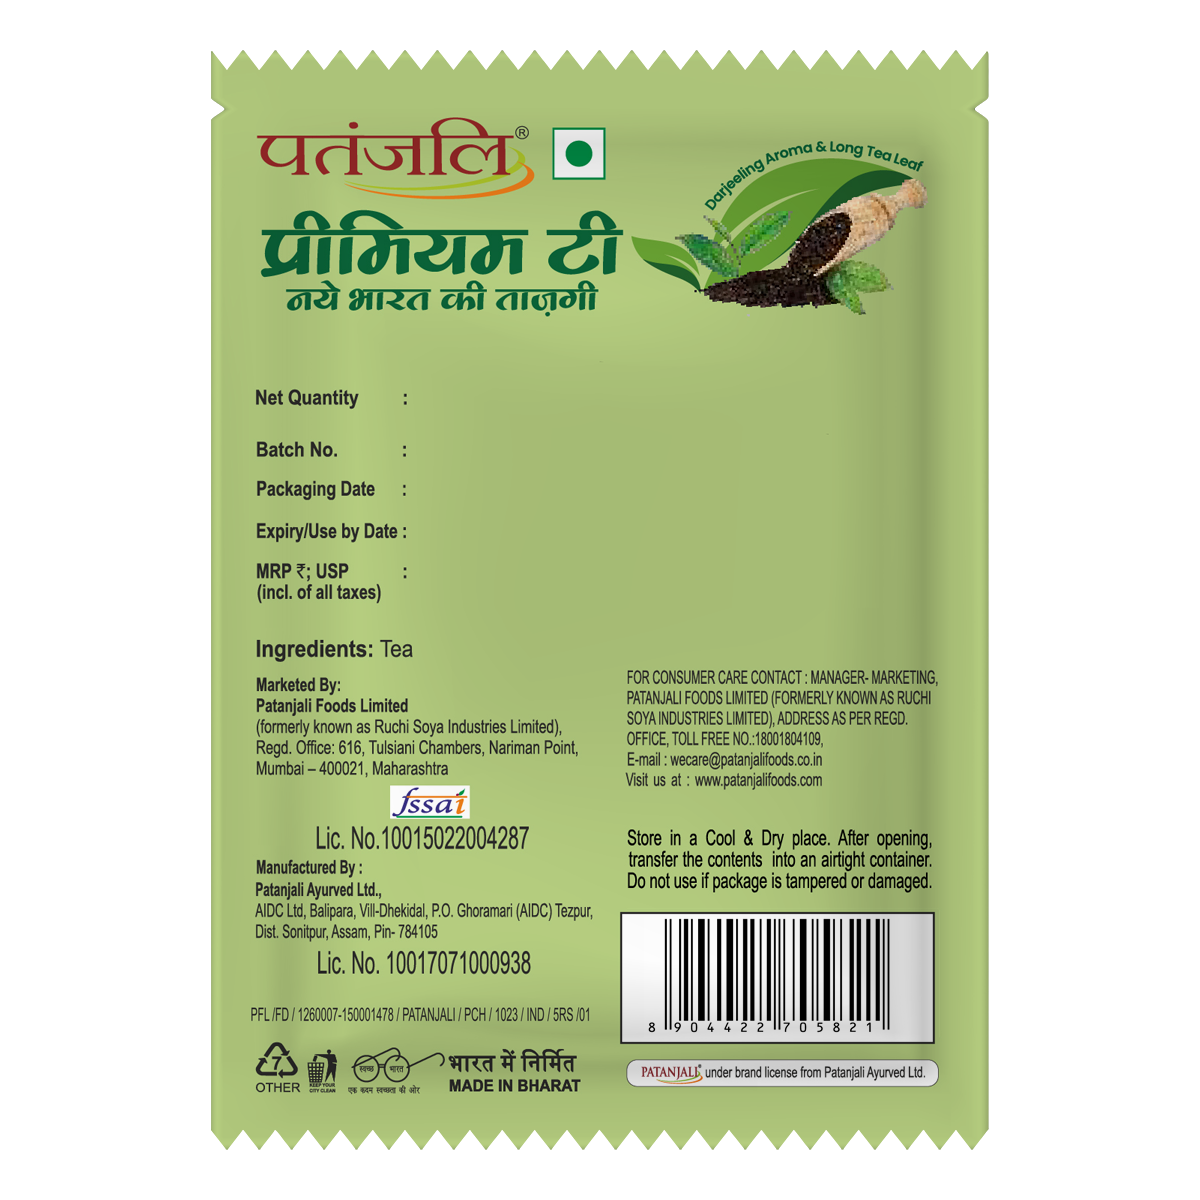 पतंजलि®
Darjeeling Aroma & Long Tea Leaf
प्रीमियम टी
नये भारत की ताज़गी
Net Quantity :
Batch No. :
Packaging Date :
Expiry/Use by Date :
MRP ₹; USP :
(incl. of all taxes)
Ingredients: Tea
Marketed By:
Patanjali Foods Limited
(formerly known as Ruchi Soya Industries Limited),
Regd. Office: 616, Tulsiani Chambers, Nariman Point,
Mumbai – 400021, Maharashtra
fssai
Lic. No.10015022004287
Manufactured By :
Patanjali Ayurved Ltd.,
AIDC Ltd, Balipara, Vill-Dhekidal, P.O. Ghoramari (AIDC) Tezpur,
Dist. Sonitpur, Assam, Pin- 784105
Lic. No. 10017071000938
PFL /FD / 1260007-150001478 / PATANJALI / PCH / 1023 / IND / 5RS /01
7
OTHER
KEEP YOUR
CITY CLEAN
स्वच्छ भारत
एक कदम स्वच्छता की ओर
भारत में निर्मित
MADE IN BHARAT
FOR CONSUMER CARE CONTACT : MANAGER- MARKETING,
PATANJALI FOODS LIMITED (FORMERLY KNOWN AS RUCHI
SOYA INDUSTRIES LIMITED), ADDRESS AS PER REGD.
OFFICE, TOLL FREE NO.:18001804109,
E-mail : wecare@patanjalifoods.co.in
Visit us at : www.patanjalifoods.com
Store in a Cool & Dry place. After opening,
transfer the contents into an airtight container.
Do not use if package is tampered or damaged.
8 904422 705821
PATANJALI® under brand license from Patanjali Ayurved Ltd.